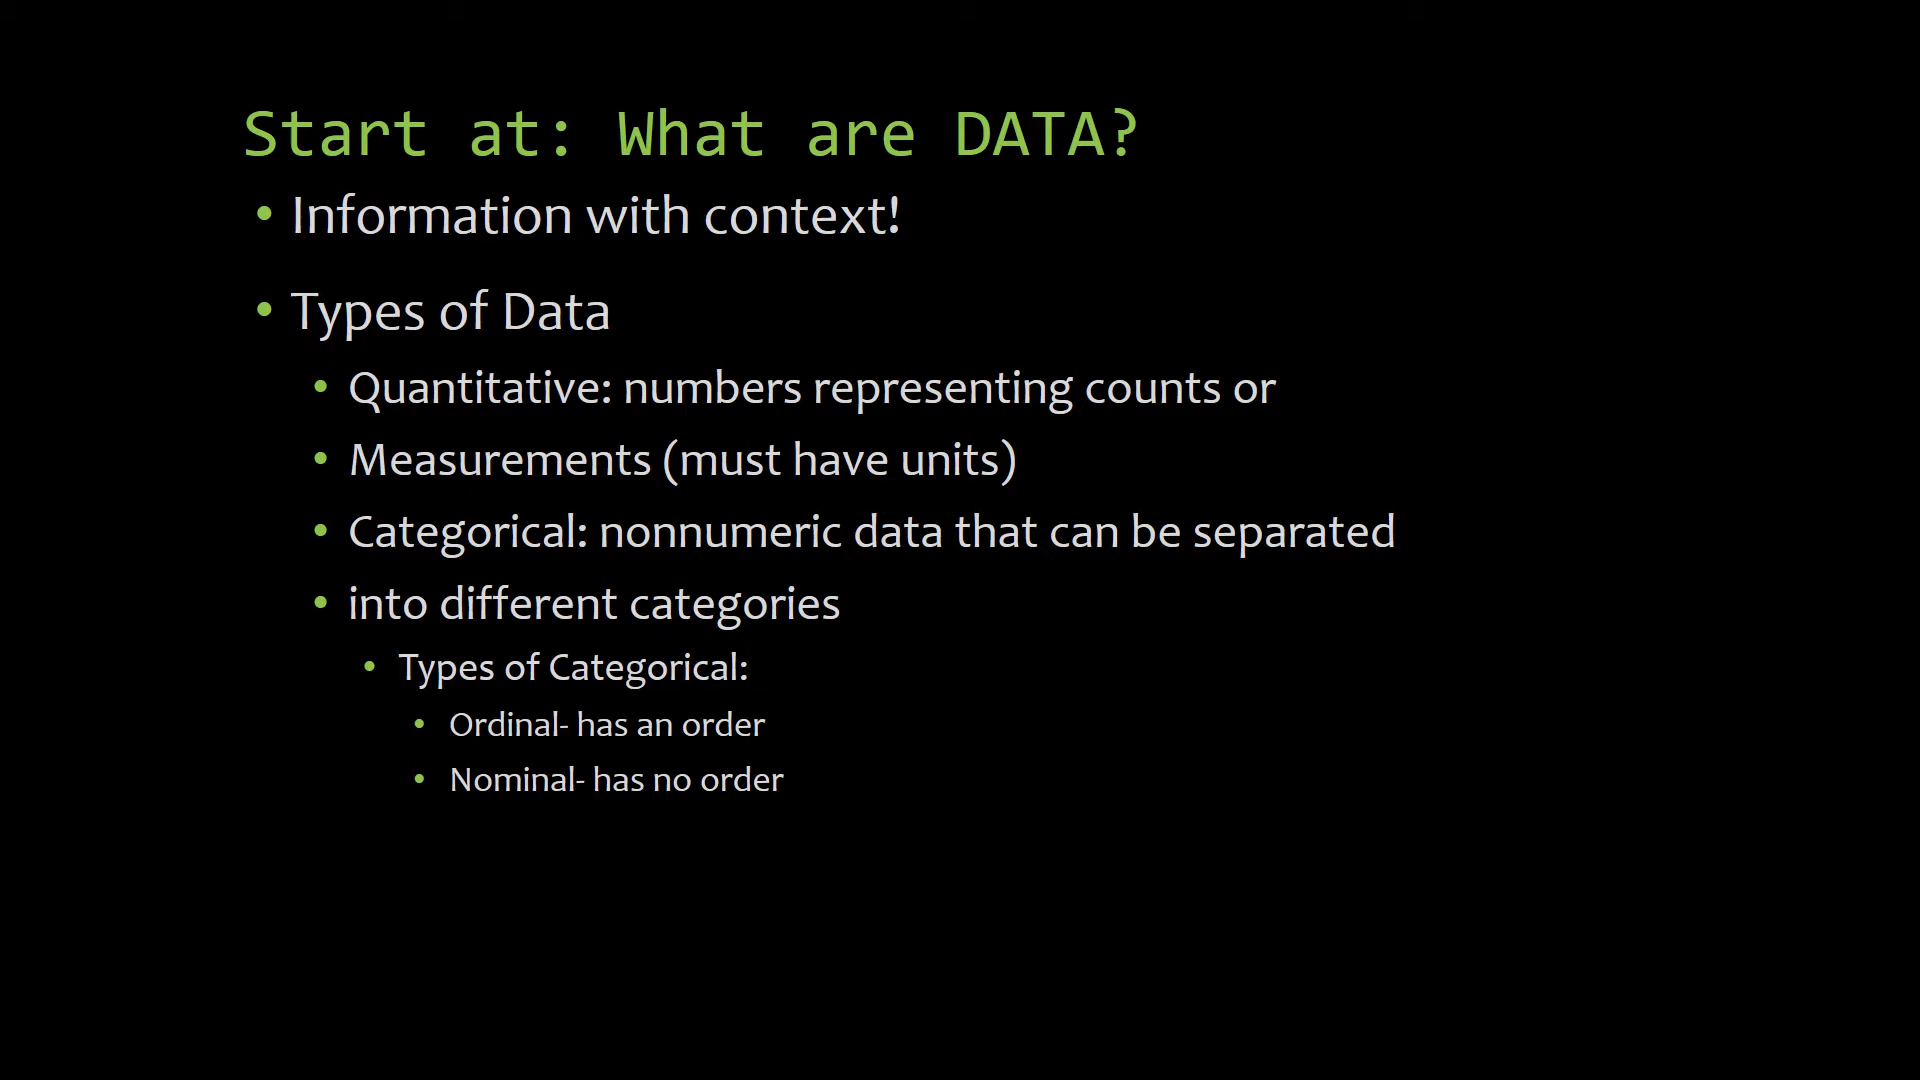 Start at: What are DATA?
• Information with context!
• Types of Data
• Quantitative: numbers representing counts or
• Measurements (must have units)
• Categorical: nonnumeric data that can be separated
• into different categories
• Types of Categorical:
• Ordinal- has an order
• Nominal- has no order